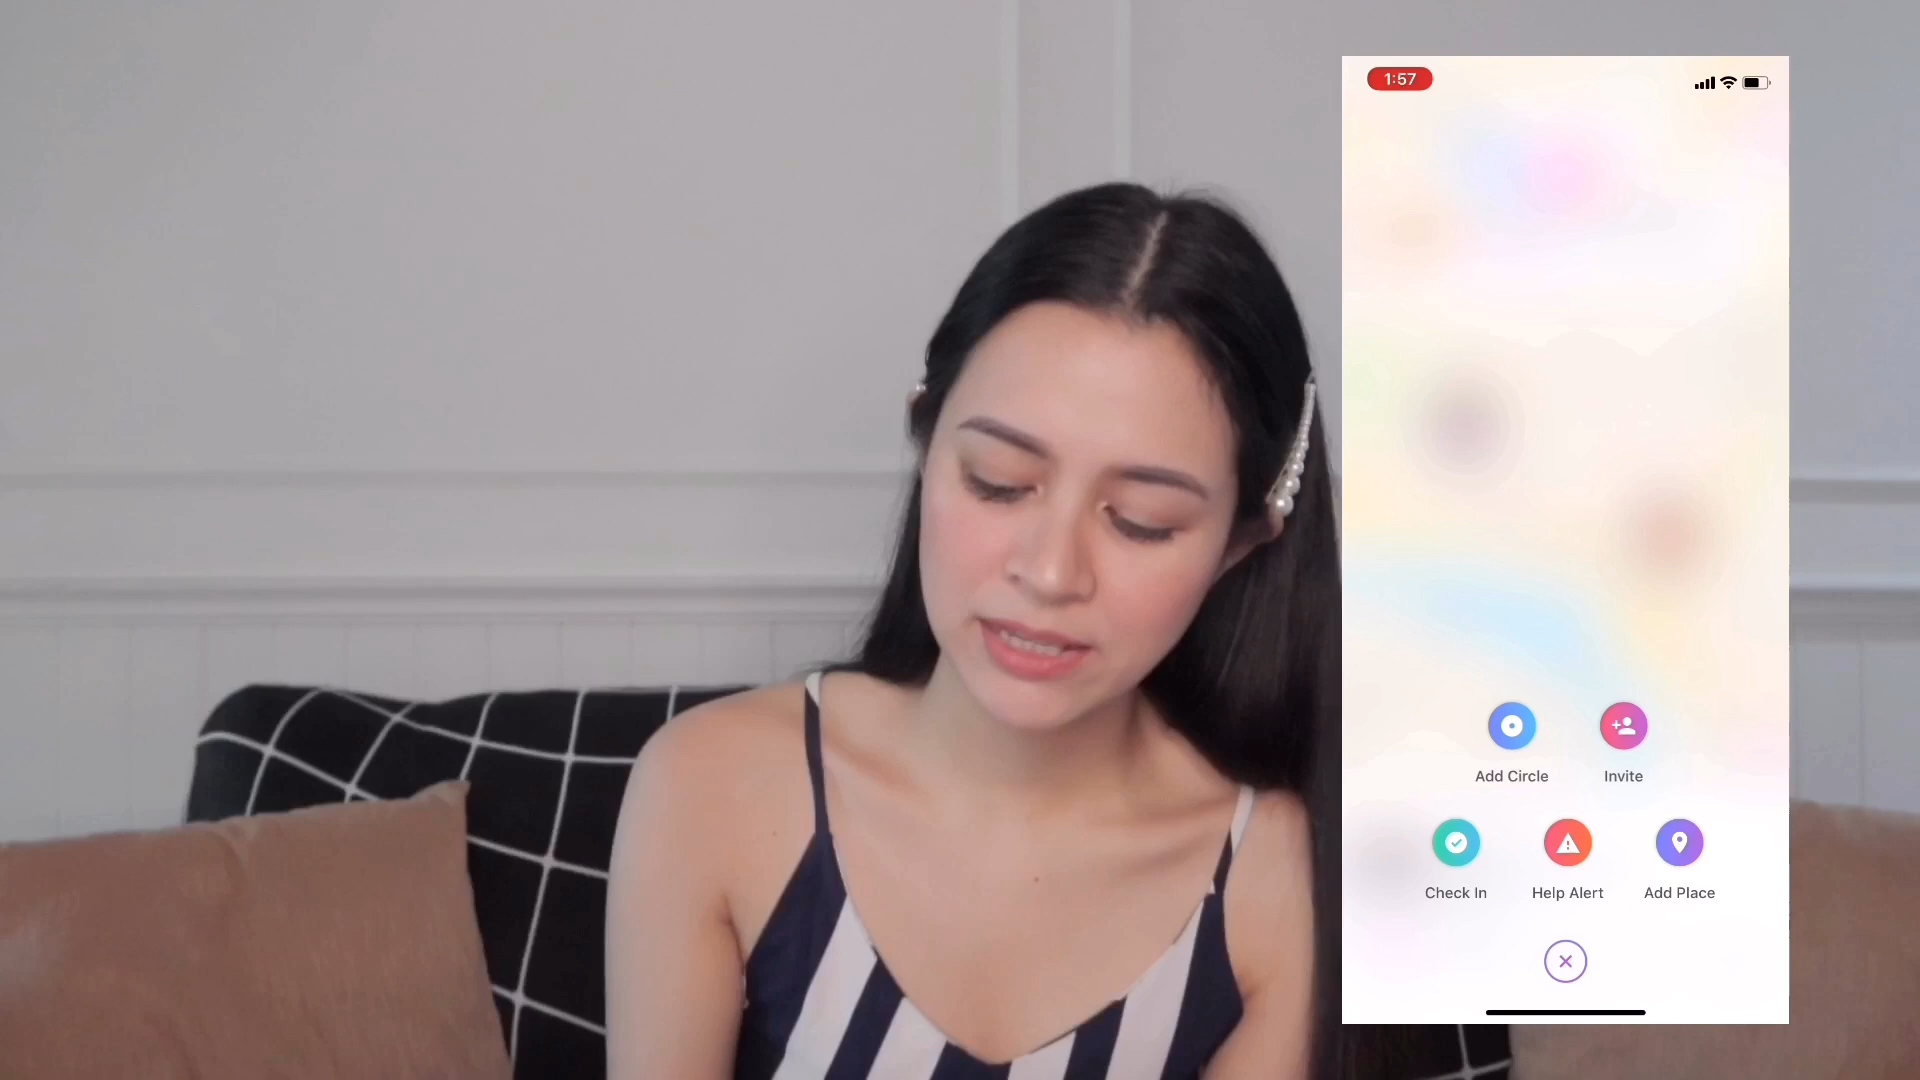 1:57
Add Circle
Invite
Check In
Help Alert
Add Place